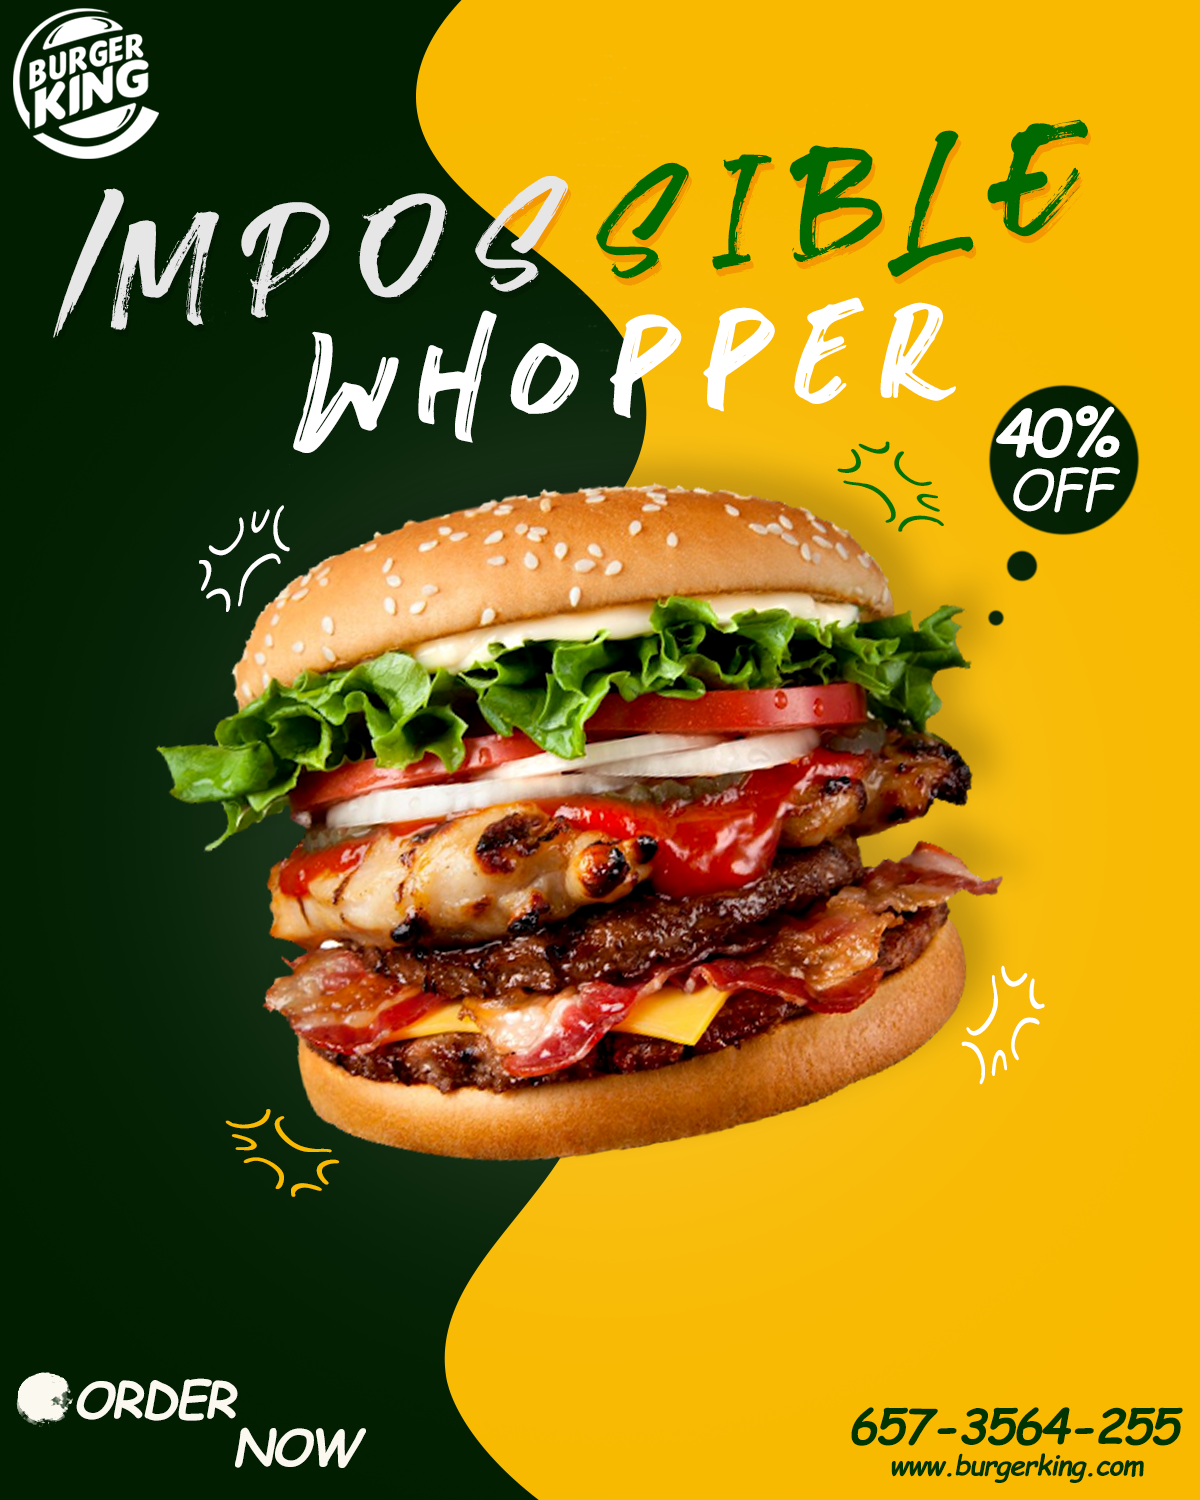 BURGER
KING
IMPOSSIBLE
WHOPPER
40%
OFF
ORDER
NOW
657-3564-255
www.burgerking.com